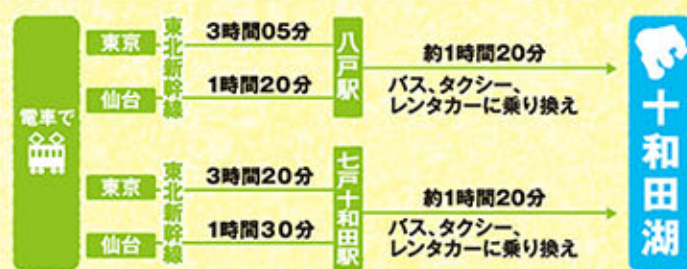 電車で
東京
東北新幹線
3時間05分
仙台
1時間20分
八戸駅
約1時間20分
バス、タクシー、
レンタカーに乗り換え
東京
東北新幹線
3時間20分
仙台
1時間30分
七戸十和田駅
約1時間20分
バス、タクシー、
レンタカーに乗り換え
十和田湖